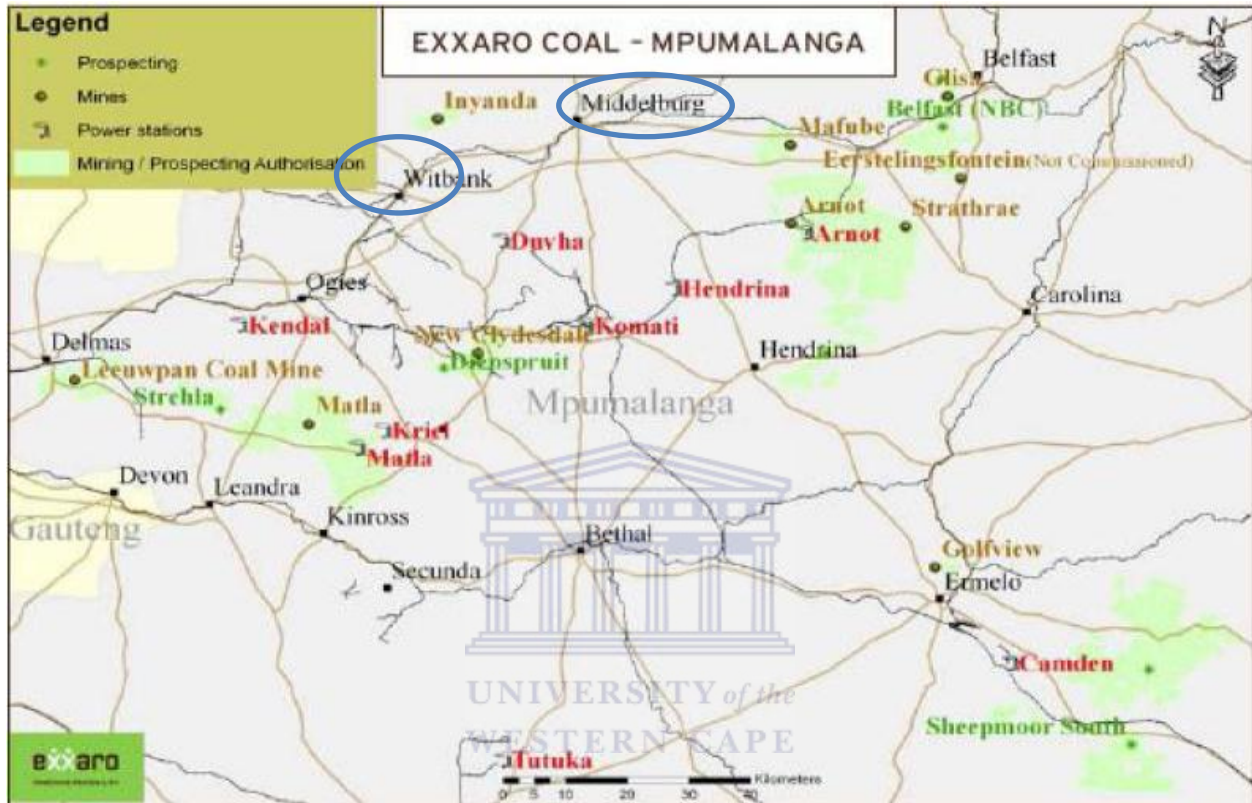 Legend
Prospecting
Mines
Power stations
Mining / Prospecting Authorisation
EXXARO COAL - MPUMALANGA
N
Belfast
Glisa
Belfast (NBC)
Inyanda
Middelburg
Mafube
Eerstelingsfontein(Not Commissioned)
Witbank
Arnot
Strathrae
Arnot
Duvha
Ogies
Hendrina
Carolina
Kendal
New Clydesdale
Komati
Delmas
Diepspruit
Hendrina
Leeuwpan Coal Mine
Strehla
Matla
Mpumalanga
Kriel
Matla
Devon
Leandra
Gauteng
Kinross
Bethal
Secunda
Golfview
Ermelo
Camden
UNIVERSITY of the
WESTERN CAPE
Sheepmoor South
exxaro
Tutuka
Kilometers
0 5 10 20 30 40